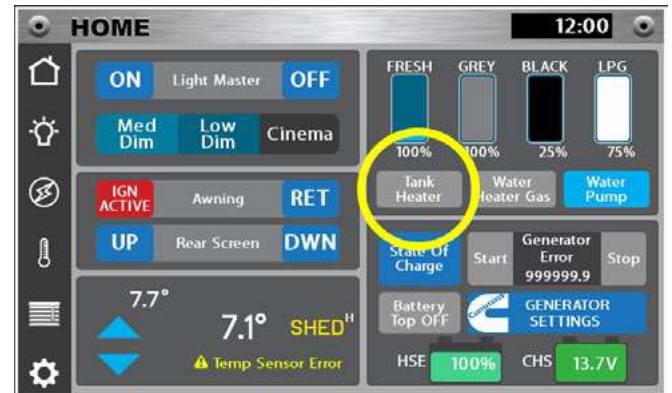 HOME
12:00
ON Light Master OFF
Med Dim
Low Dim
Cinema
IGN ACTIVE
Awning
RET
UP Rear Screen DWN
7.7°
7.1° SHED H
Temp Sensor Error
FRESH GREY BLACK LPG
100% 100% 25% 75%
Tank Heater
Water Heater Gas
Water Pump
State Of Charge
Start
Generator Error
999999.9
Stop
Battery Top OFF
Cummins
GENERATOR SETTINGS
HSE 100% CHS 13.7V